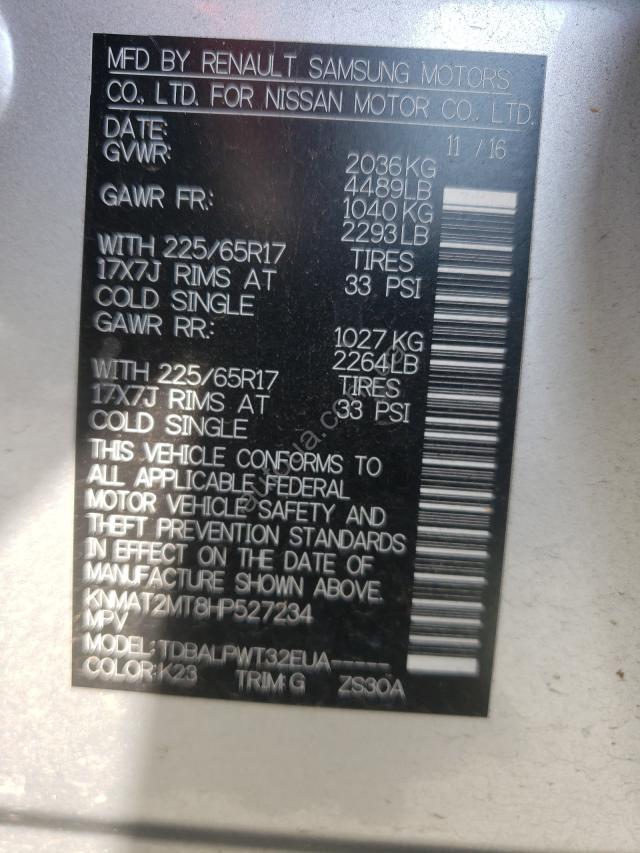 MFD BY RENAULT SAMSUNG MOTORS
CO., LTD. FOR NISSAN MOTOR CO., LTD.
DATE: 11 / 16
GVWR: 2036 KG
4489 LB
GAWR FR.: 1040 KG
2293 LB
WITH 225/65R17 TIRES
17X7J RIMS AT 33 PSI
COLD SINGLE
GAWR RR: 1027 KG
2264 LB
WITH 225/65R17 TIRES
17X7J RIMS AT 33 PSI
COLD SINGLE
THIS VEHICLE CONFORMS TO
ALL APPLICABLE FEDERAL
MOTOR VEHICLE SAFETY AND
THEFT PREVENTION STANDARDS
IN EFFECT ON THE DATE OF
MANUFACTURE SHOWN ABOVE.
KNMAT2MT8HP527234
MPV
MODEL: TDBALPWT32EUA-----
COLOR: K23 TRIM: G ZS30A